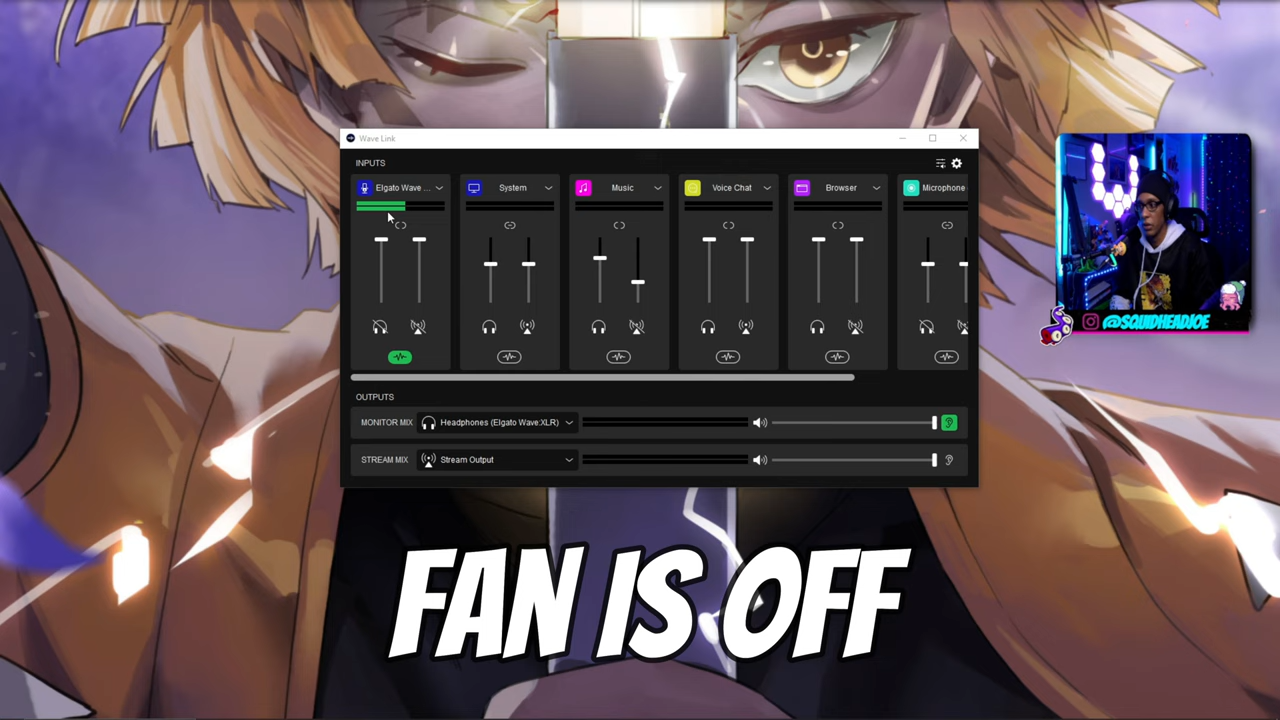 Wave Link
INPUTS
Elgato Wave ...
System
Music
Voice Chat
Browser
Microphone
OUTPUTS
MONITOR MIX
Headphones (Elgato Wave:XLR)
STREAM MIX
Stream Output
@SQUIDHEADJOE
FAN IS OFF